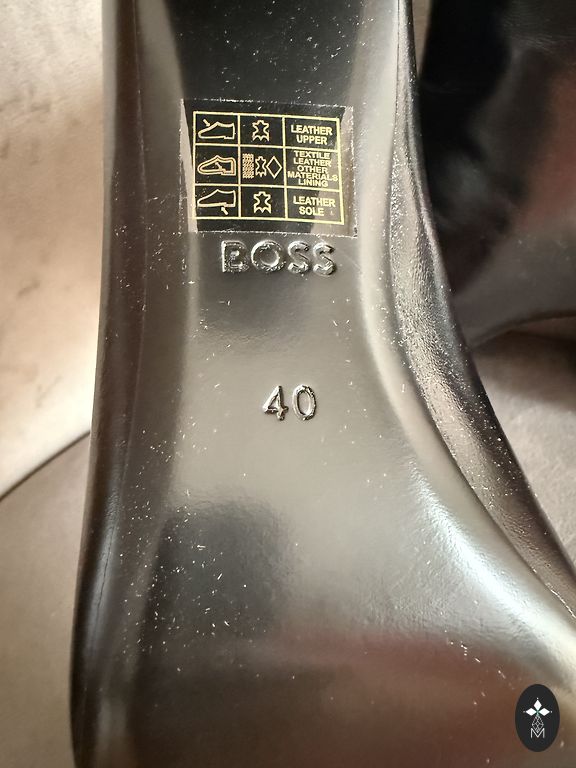 LEATHER
UPPER
TEXTILE
LEATHER
OTHER
MATERIALS
LINING
LEATHER
SOLE
BOSS
40
M